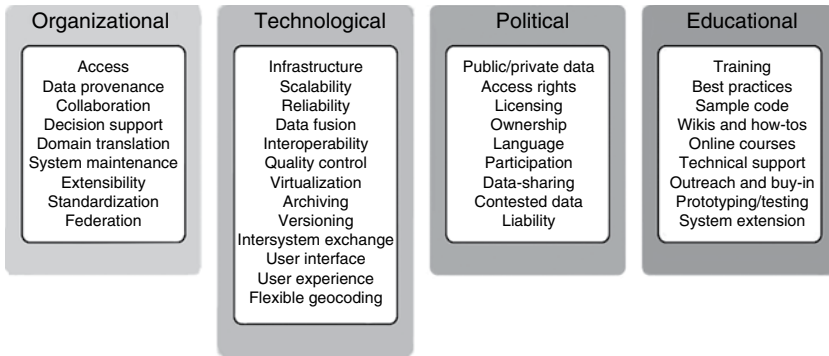 Organizational
Access
Data provenance
Collaboration
Decision support
Domain translation
System maintenance
Extensibility
Standardization
Federation
Technological
Infrastructure
Scalability
Reliability
Data fusion
Interoperability
Quality control
Virtualization
Archiving
Versioning
Intersystem exchange
User interface
User experience
Flexible geocoding
Political
Public/private data
Access rights
Licensing
Ownership
Language
Participation
Data-sharing
Contested data
Liability
Educational
Training
Best practices
Sample code
Wikis and how-tos
Online courses
Technical support
Outreach and buy-in
Prototyping/testing
System extension